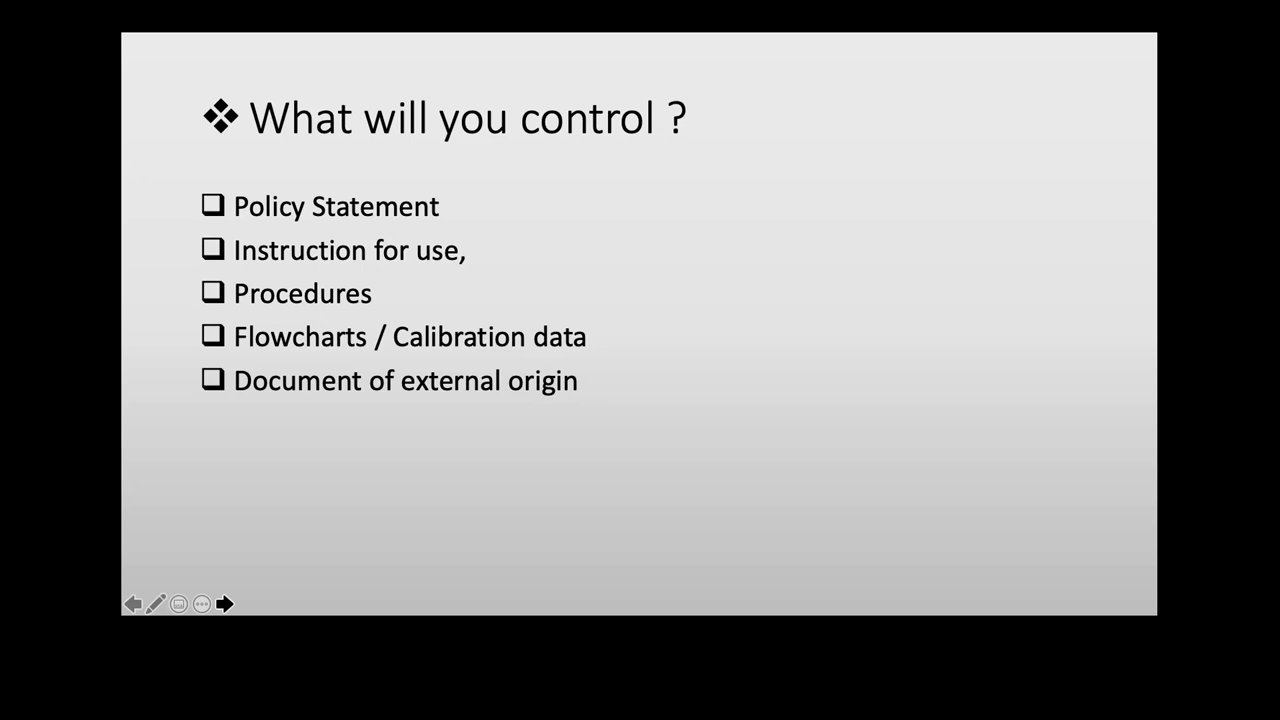 ❖ What will you control ?
❑ Policy Statement
❑ Instruction for use,
❑ Procedures
❑ Flowcharts / Calibration data
❑ Document of external origin